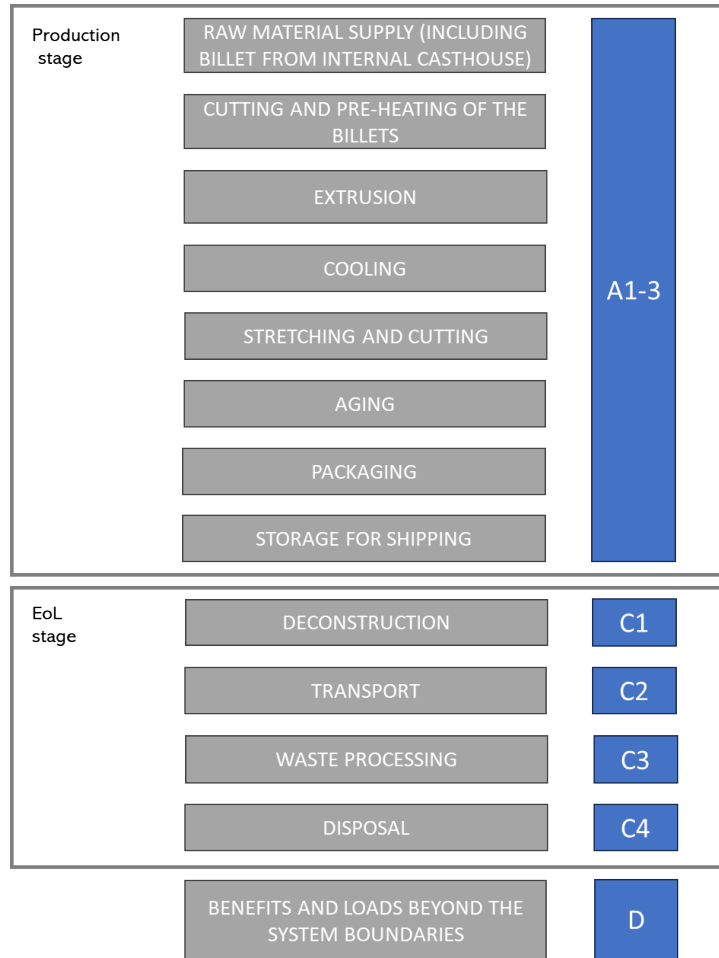 Production
stage
RAW MATERIAL SUPPLY (INCLUDING
BILLET FROM INTERNAL CASTHOUSE)
CUTTING AND PRE-HEATING OF THE
BILLETS
EXTRUSION
COOLING
STRETCHING AND CUTTING
AGING
PACKAGING
STORAGE FOR SHIPPING
A1-3
EoL
stage
DECONSTRUCTION
C1
TRANSPORT
C2
WASTE PROCESSING
C3
DISPOSAL
C4
BENEFITS AND LOADS BEYOND THE
SYSTEM BOUNDARIES
D